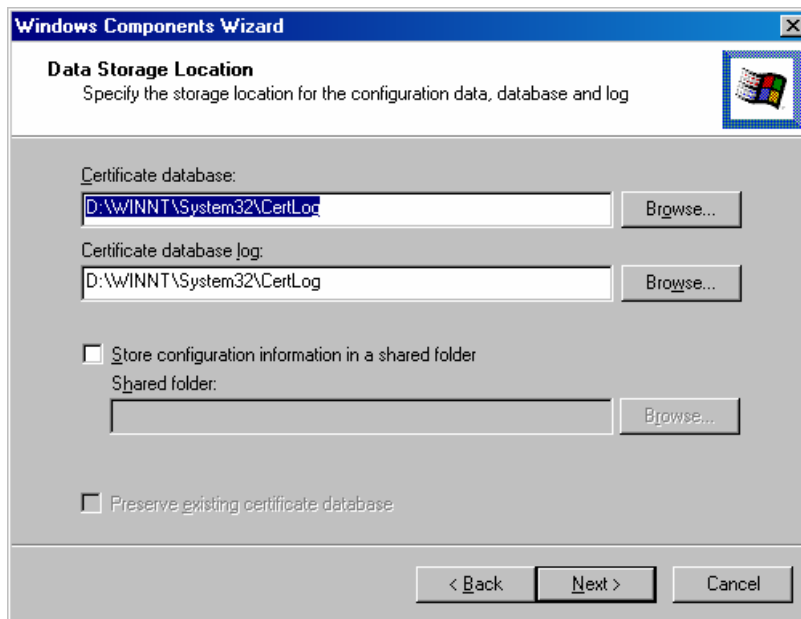 Windows Components Wizard
Data Storage Location
Specify the storage location for the configuration data, database and log
Certificate database:
D:\WINNT\System32\CertLog
Browse...
Certificate database log:
D:\WINNT\System32\CertLog
Browse...
Store configuration information in a shared folder
Shared folder:
Browse...
Preserve existing certificate database
< Back
Next >
Cancel